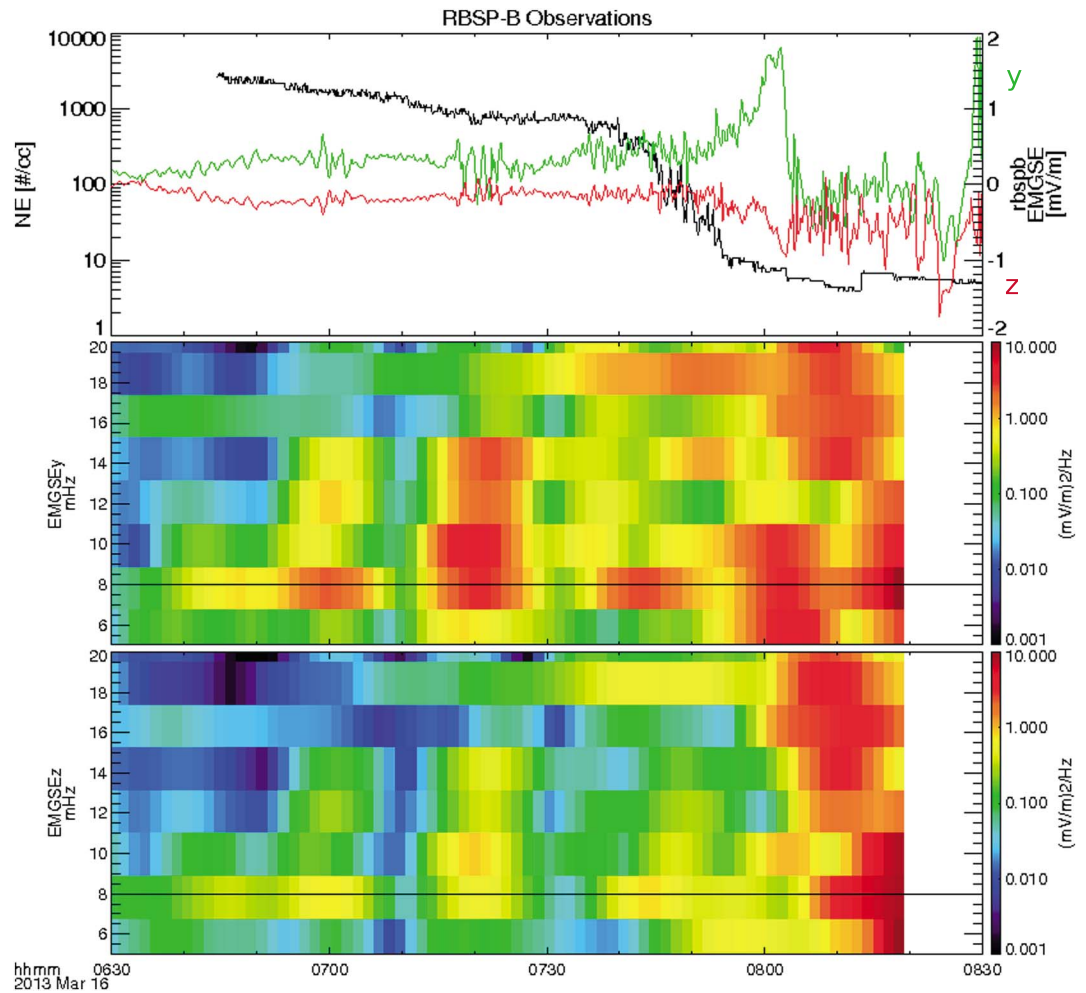 RBSP-B Observations
10000
1000
100
10
1
NE [#/cc]
2
1
0
-1
-2
rbspb
EMGSE
[mV/m]
y
z
20
18
16
14
12
10
8
6
EMGSEy
mHz
10.000
1.000
0.100
0.010
0.001
(mV/m)2/Hz
20
18
16
14
12
10
8
6
EMGSEz
mHz
10.000
1.000
0.100
0.010
0.001
(mV/m)2/Hz
0630 0700 0730 0800 0830
hhmm
2013 Mar 16